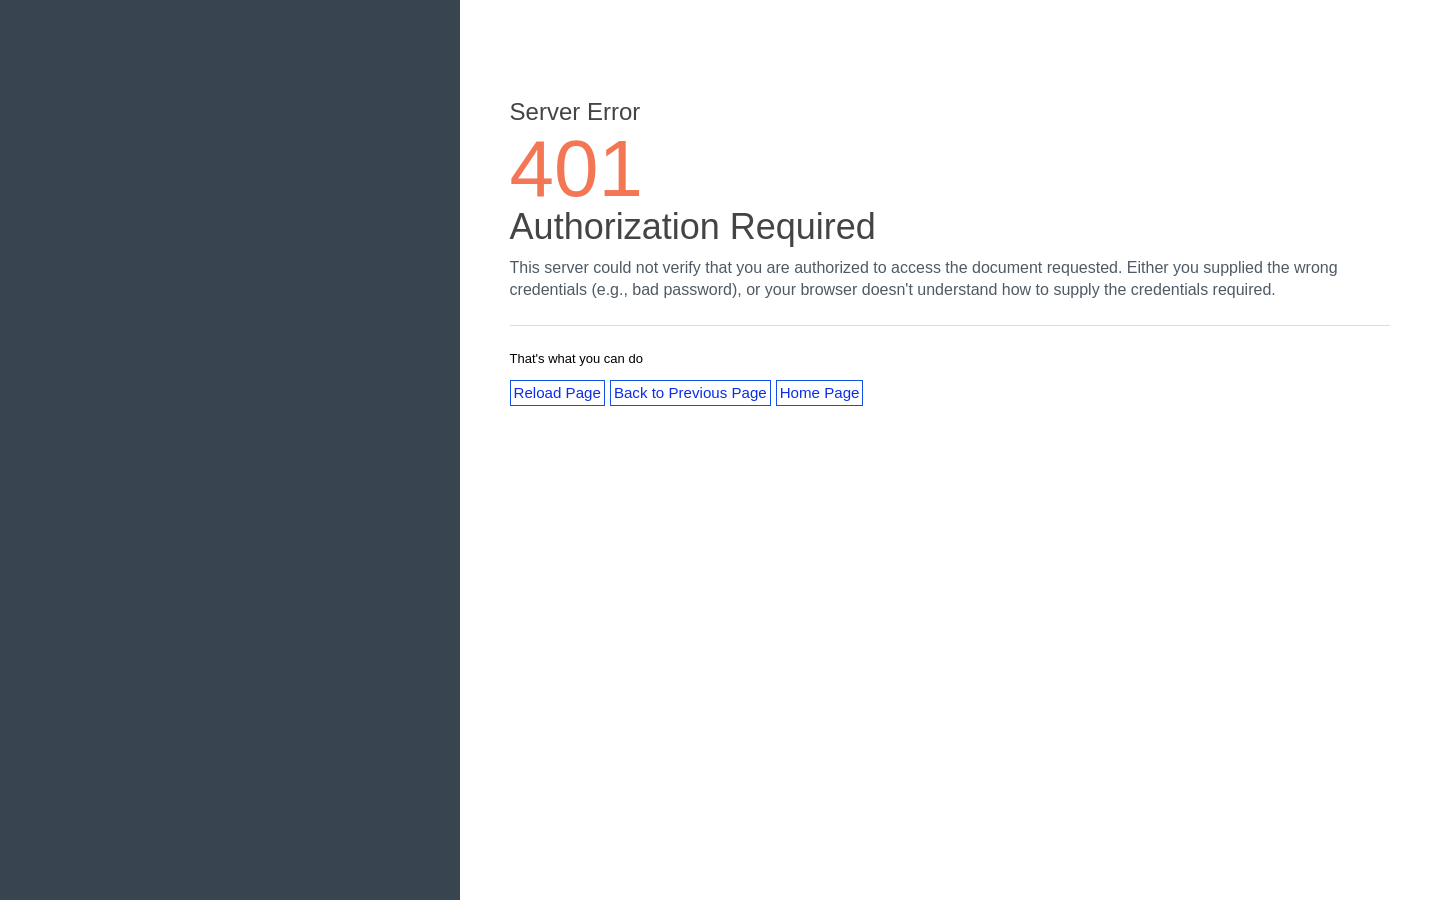 Server Error
401
Authorization Required
This server could not verify that you are authorized to access the document requested. Either you supplied the wrong
credentials (e.g., bad password), or your browser doesn't understand how to supply the credentials required.
That's what you can do
Reload Page Back to Previous Page Home Page